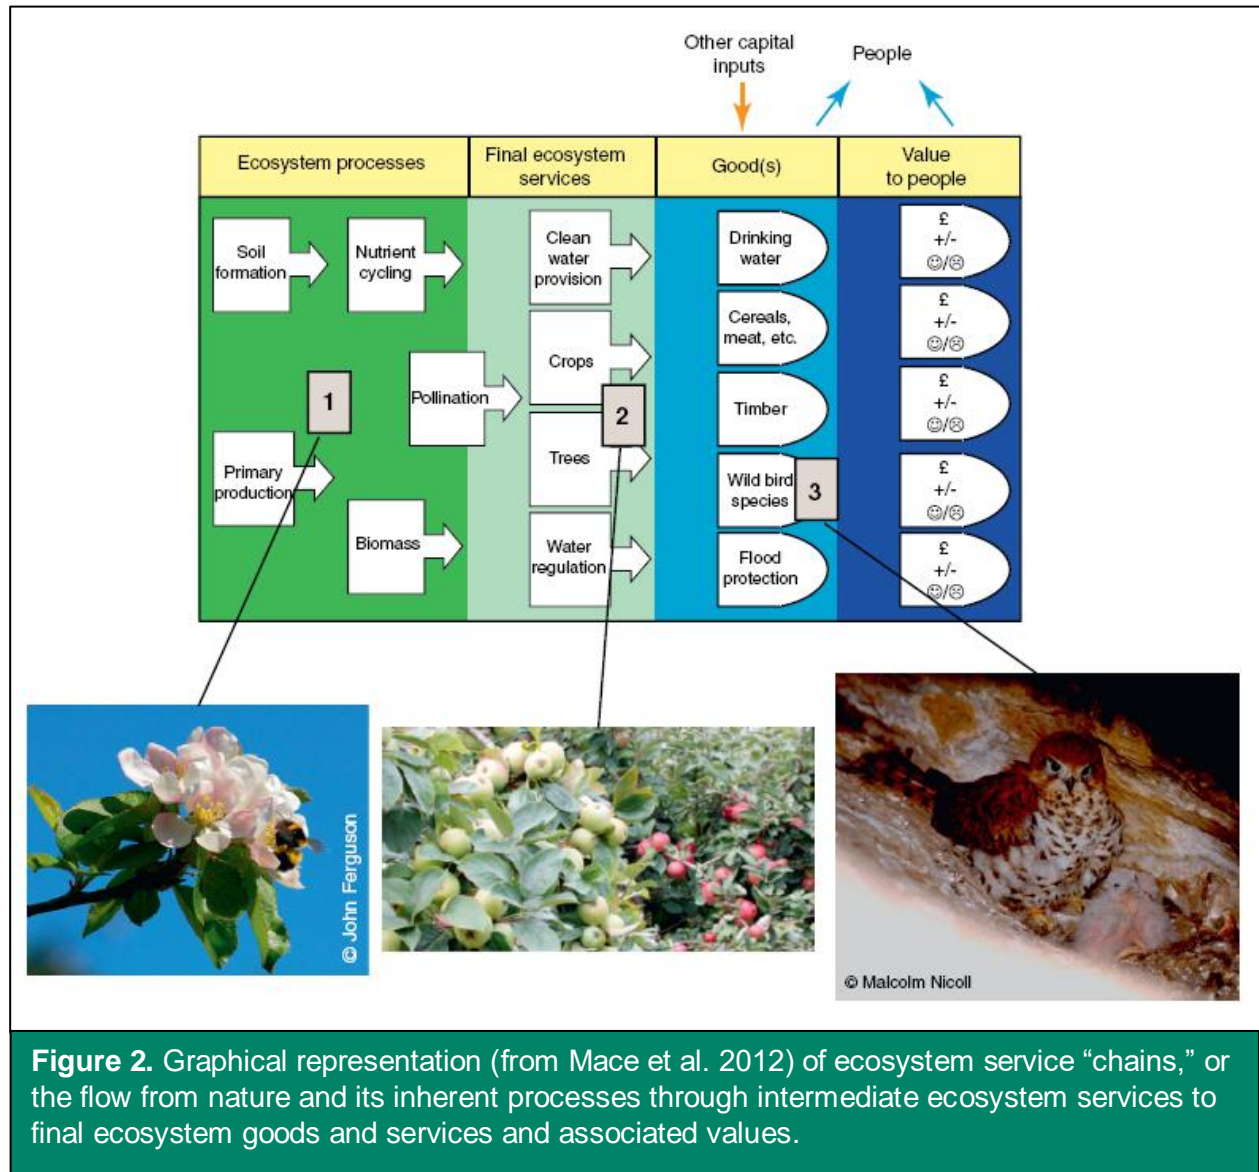 Other capital
inputs
People
Ecosystem processes
Final ecosystem
services
Good(s)
Value
to people
Soil
formation
Nutrient
cycling
Clean
water
provision
Drinking
water
£
+/-
☺/☹
Crops
Cereals,
meat, etc.
£
+/-
☺/☹
1
Pollination
2
Timber
£
+/-
☺/☹
Primary
production
Trees
Wild bird
species
3
£
+/-
☺/☹
Biomass
Water
regulation
Flood
protection
£
+/-
☺/☹
© John Ferguson
© Malcolm Nicoll
Figure 2. Graphical representation (from Mace et al. 2012) of ecosystem service “chains,” or
the flow from nature and its inherent processes through intermediate ecosystem services to
final ecosystem goods and services and associated values.